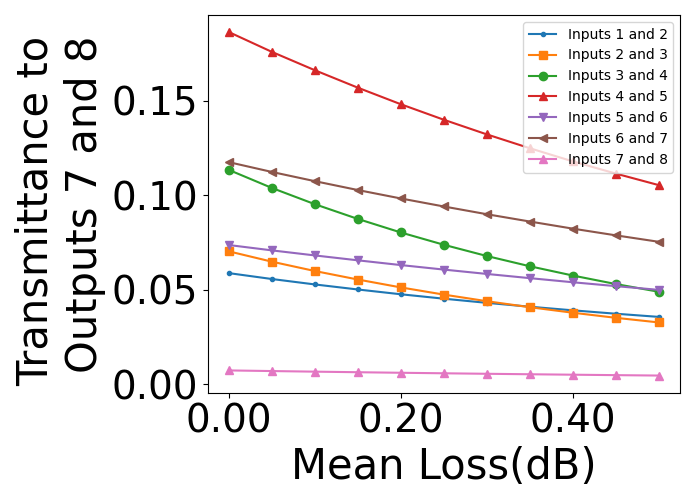 Transmittance to
Outputs 7 and 8
0.15
0.10
0.05
0.00
0.00
0.20
0.40
Mean Loss(dB)
Inputs 1 and 2
Inputs 2 and 3
Inputs 3 and 4
Inputs 4 and 5
Inputs 5 and 6
Inputs 6 and 7
Inputs 7 and 8